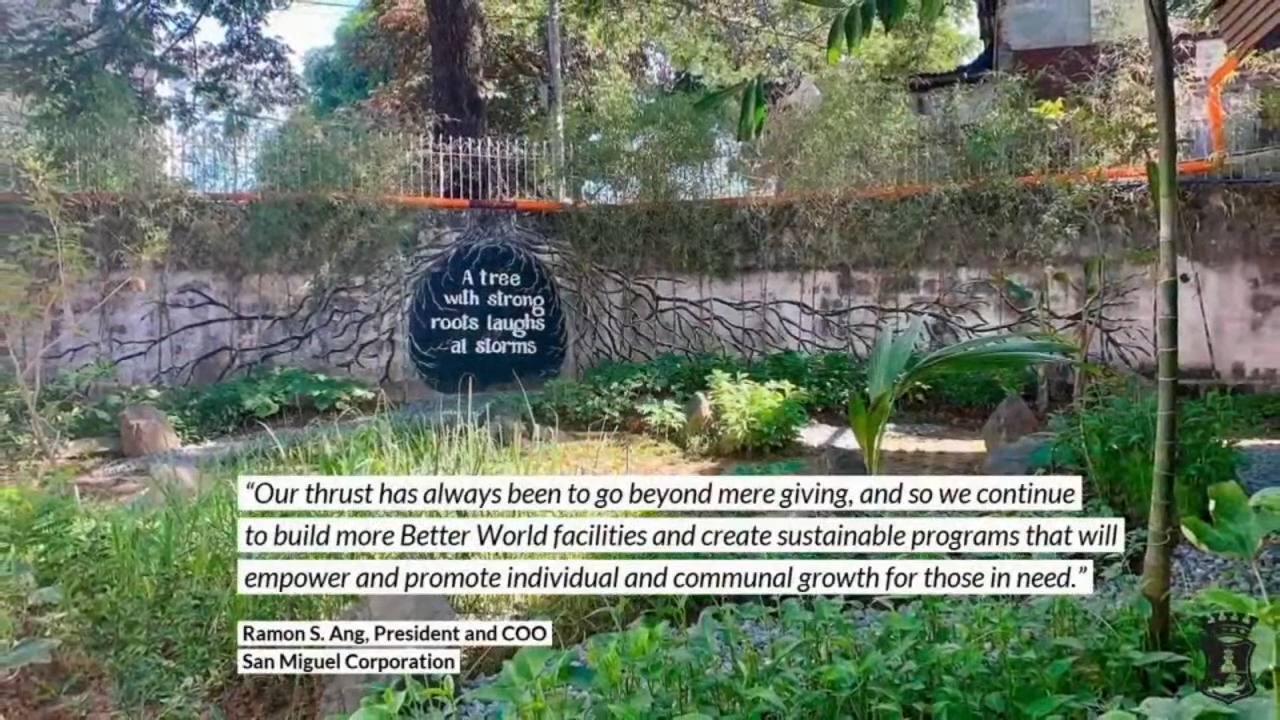 A tree
with strong
roots laughs
at storms
“Our thrust has always been to go beyond mere giving, and so we continue
to build more Better World facilities and create sustainable programs that will
empower and promote individual and communal growth for those in need.”
Ramon S. Ang, President and COO
San Miguel Corporation